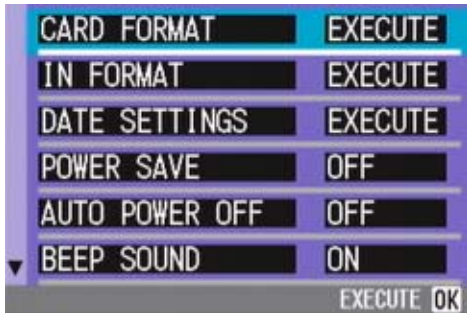 CARD FORMAT EXECUTE
IN FORMAT EXECUTE
DATE SETTINGS EXECUTE
POWER SAVE OFF
AUTO POWER OFF OFF
BEEP SOUND ON
EXECUTE OK